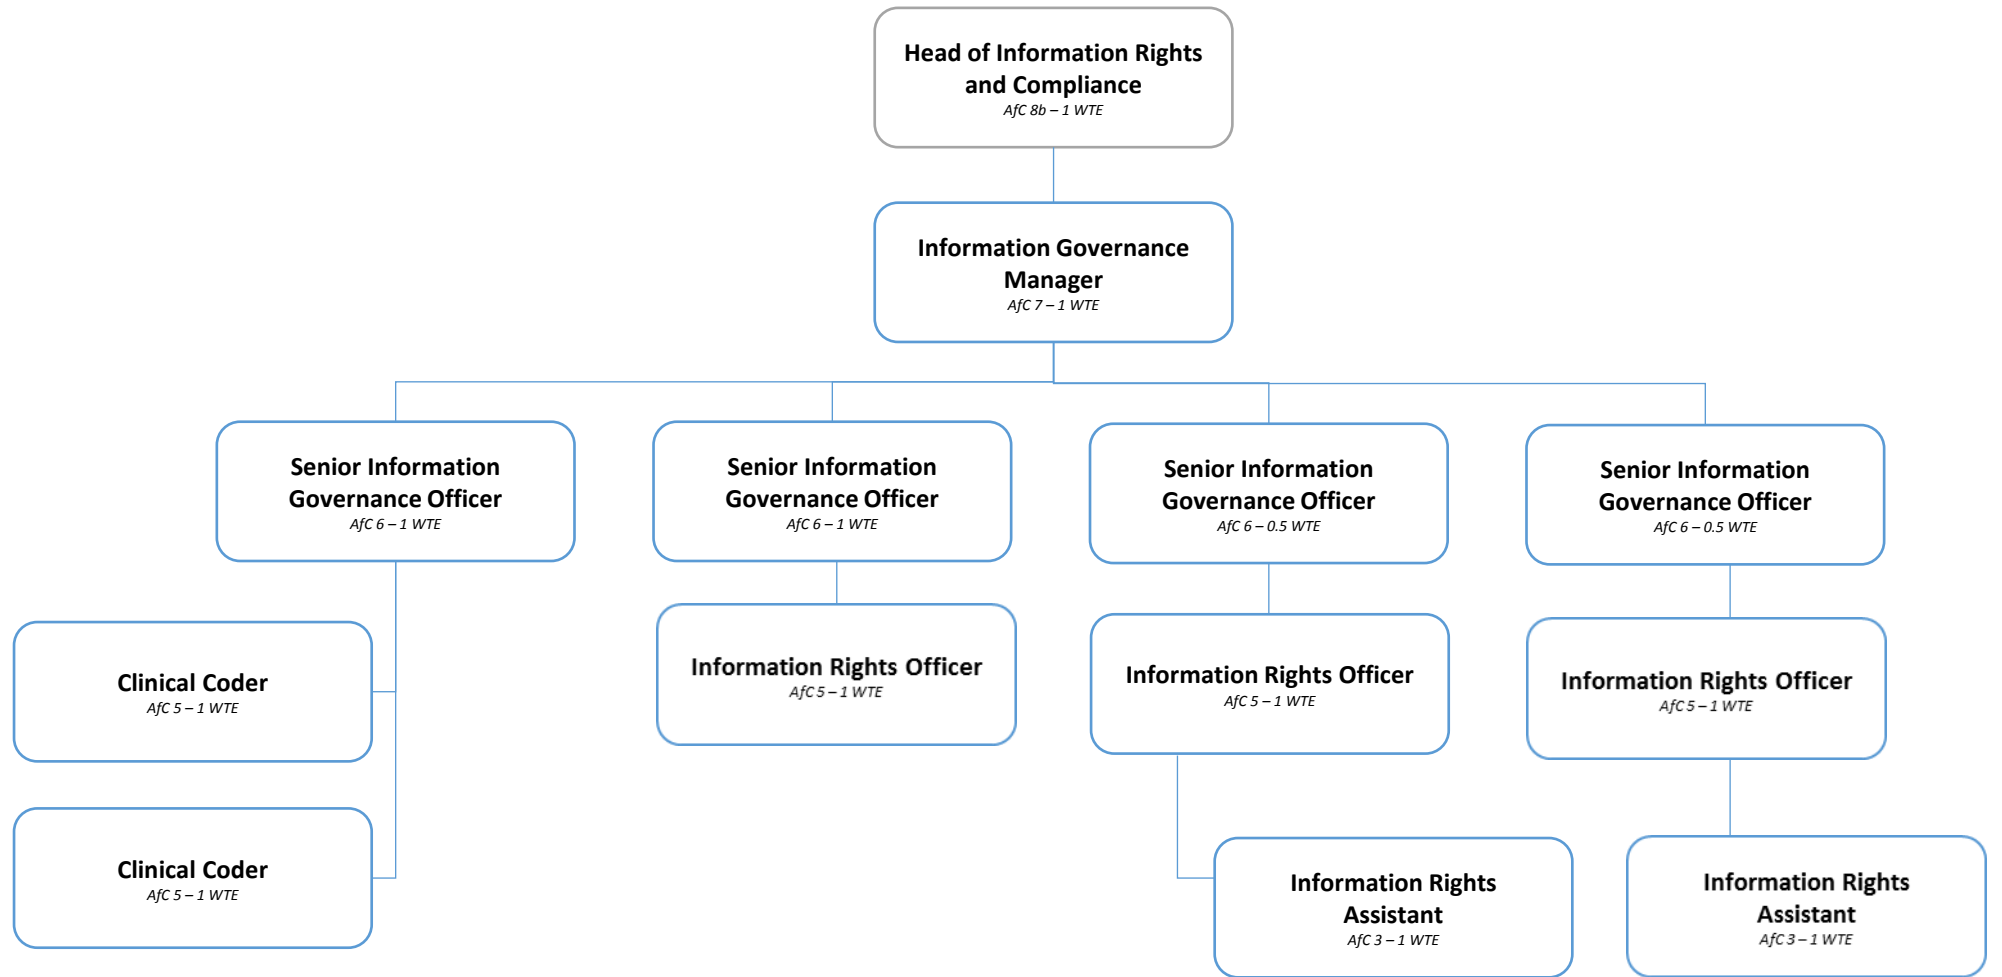 Head of Information Rights
and Compliance
AfC 8b – 1 WTE
Information Governance
Manager
AfC 7 – 1 WTE
Senior Information
Governance Officer
AfC 6 – 1 WTE
Senior Information
Governance Officer
AfC 6 – 1 WTE
Senior Information
Governance Officer
AfC 6 – 0.5 WTE
Senior Information
Governance Officer
AfC 6 – 0.5 WTE
Clinical Coder
AfC 5 – 1 WTE
Information Rights Officer
AfC 5 – 1 WTE
Information Rights Officer
AfC 5 – 1 WTE
Information Rights Officer
AfC 5 – 1 WTE
Clinical Coder
AfC 5 – 1 WTE
Information Rights
Assistant
AfC 3 – 1 WTE
Information Rights
Assistant
AfC 3 – 1 WTE